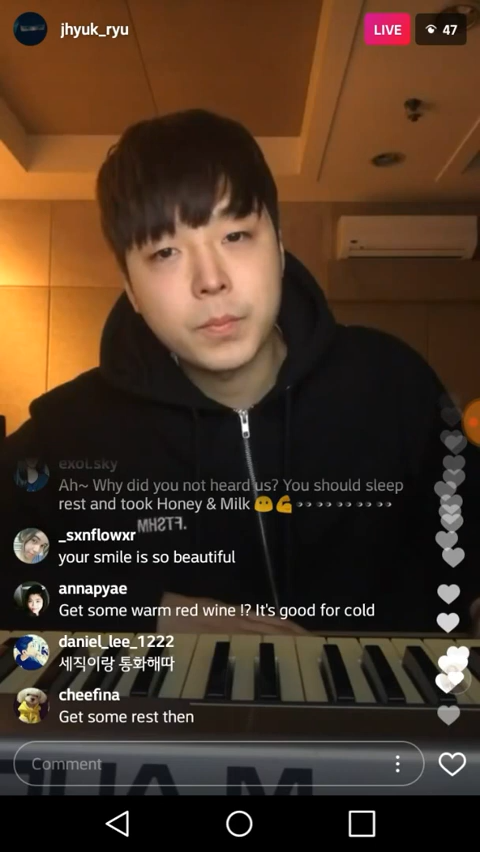 jhyuk_ryu
LIVE
47
exoi.sky
Ah~ Why did you not heard us? You should sleep
rest and took Honey & Milk
_sxnflowxr
your smile is so beautiful
annapyae
Get some warm red wine !? It's good for cold
daniel_lee_1222
세직이랑 통화해따
cheefina
Get some rest then
Comment